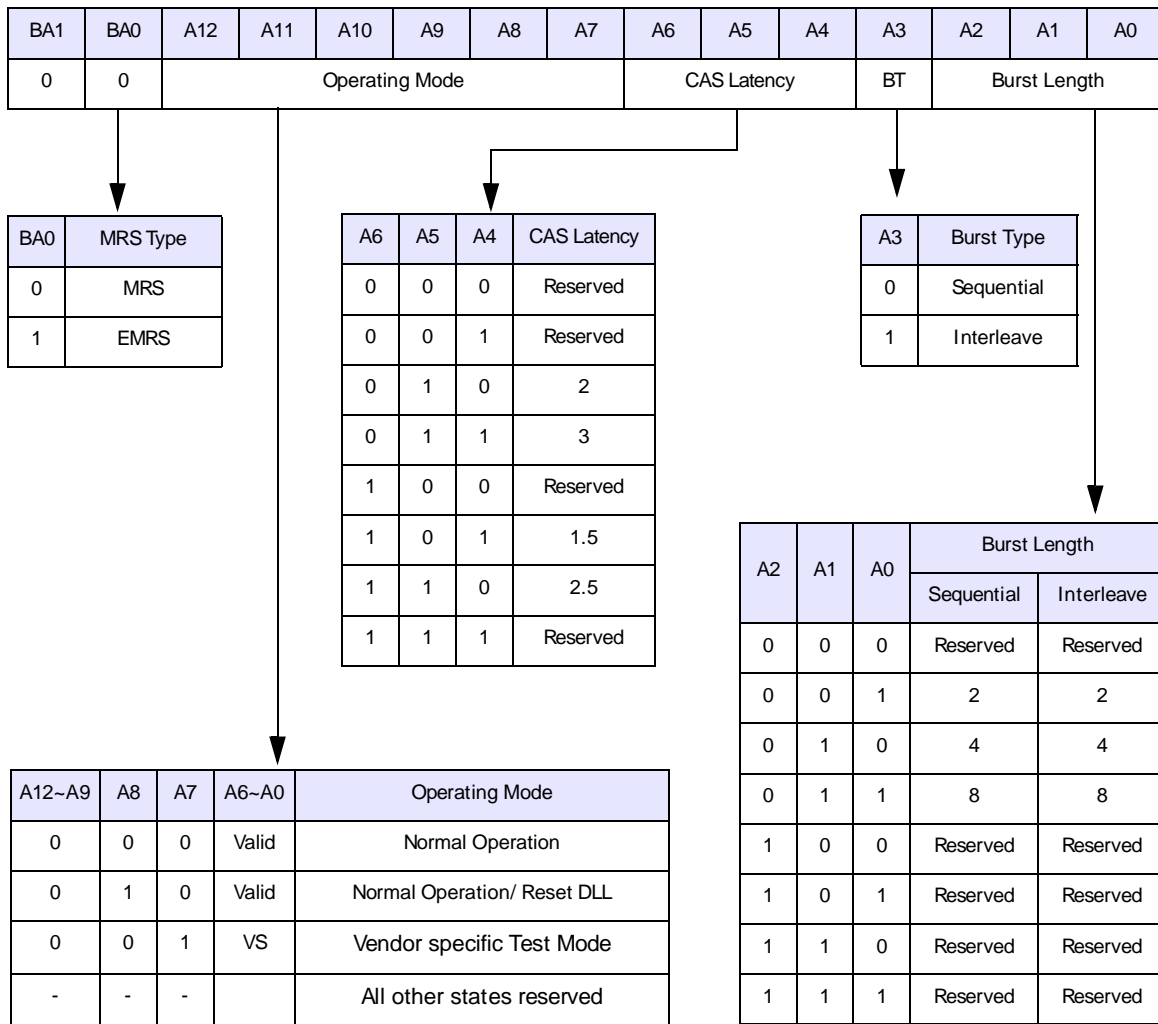 BA1 BA0 A12 A11 A10 A9 A8 A7 A6 A5 A4 A3 A2 A1 A0
0 0 Operating Mode CAS Latency BT Burst Length
BA0 MRS Type
0 MRS
1 EMRS
A6 A5 A4 CAS Latency
0 0 0 Reserved
0 0 1 Reserved
0 1 0 2
0 1 1 3
1 0 0 Reserved
1 0 1 1.5
1 1 0 2.5
1 1 1 Reserved
A3 Burst Type
0 Sequential
1 Interleave
A2 A1 A0 Burst Length
Sequential Interleave
0 0 0 Reserved Reserved
0 0 1 2 2
0 1 0 4 4
0 1 1 8 8
1 0 0 Reserved Reserved
1 0 1 Reserved Reserved
1 1 0 Reserved Reserved
1 1 1 Reserved Reserved
A12~A9 A8 A7 A6~A0 Operating Mode
0 0 0 Valid Normal Operation
0 1 0 Valid Normal Operation/ Reset DLL
0 0 1 VS Vendor specific Test Mode
- - - All other states reserved